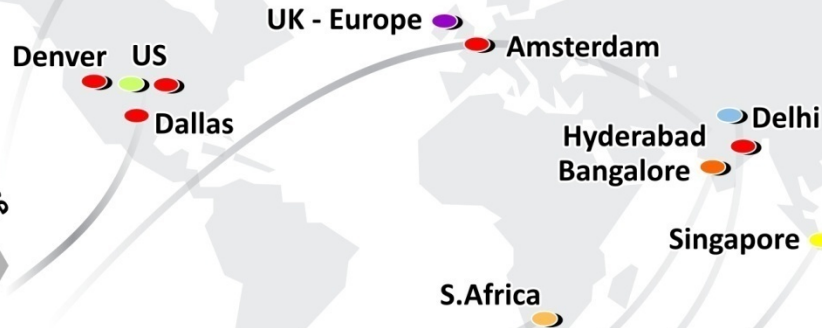 UK - Europe
Amsterdam
Denver
US
Dallas
Delhi
Hyderabad
Bangalore
Singapore
S.Africa